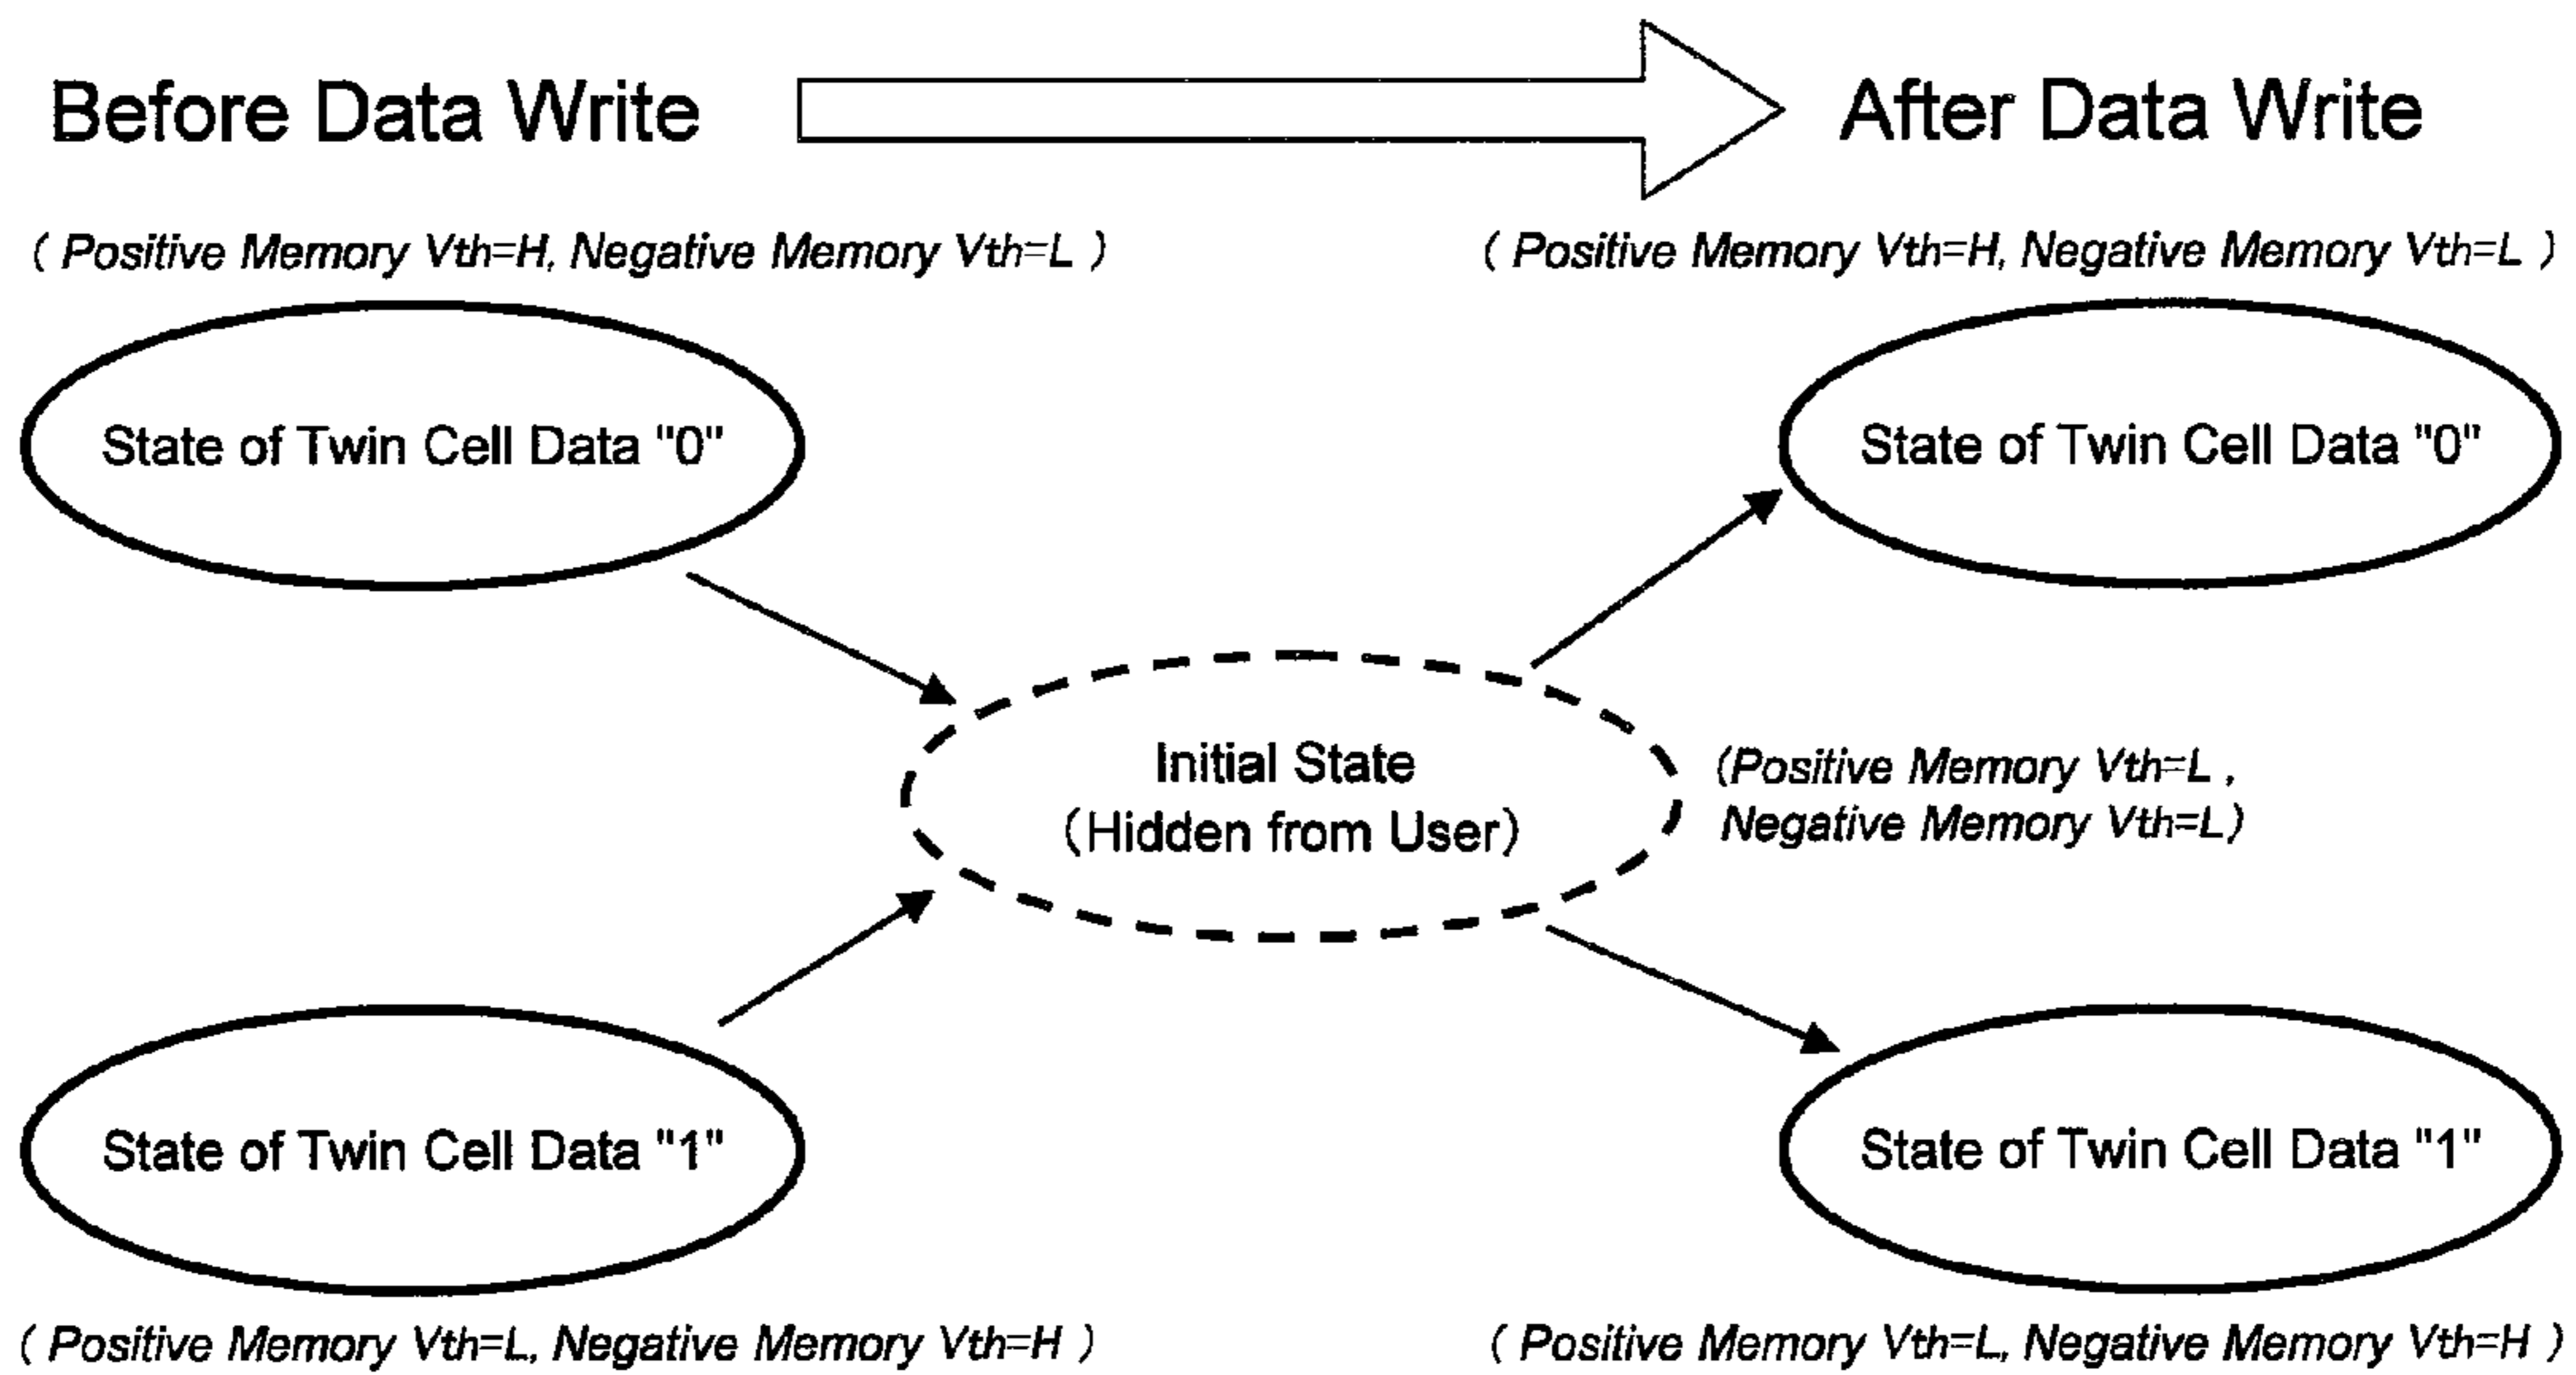 Before Data Write
After Data Write
( Positive Memory Vth=H, Negative Memory Vth=L )
( Positive Memory Vth=H, Negative Memory Vth=L )
State of Twin Cell Data "0"
State of Twin Cell Data "0"
Initial State
(Hidden from User)
(Positive Memory Vth=L ,
Negative Memory Vth=L)
State of Twin Cell Data "1"
State of Twin Cell Data "1"
( Positive Memory Vth=L, Negative Memory Vth=H )
( Positive Memory Vth=L, Negative Memory Vth=H )